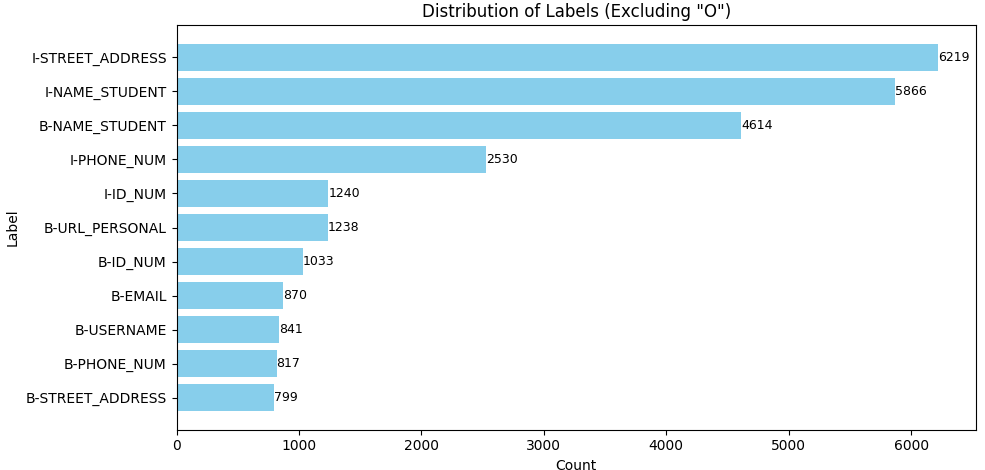 Distribution of Labels (Excluding "O")
I-STREET_ADDRESS 6219
I-NAME_STUDENT 5866
B-NAME_STUDENT 4614
I-PHONE_NUM 2530
I-ID_NUM 1240
B-URL_PERSONAL 1238
B-ID_NUM 1033
B-EMAIL 870
B-USERNAME 841
B-PHONE_NUM 817
B-STREET_ADDRESS 799
Label
0 1000 2000 3000 4000 5000 6000
Count